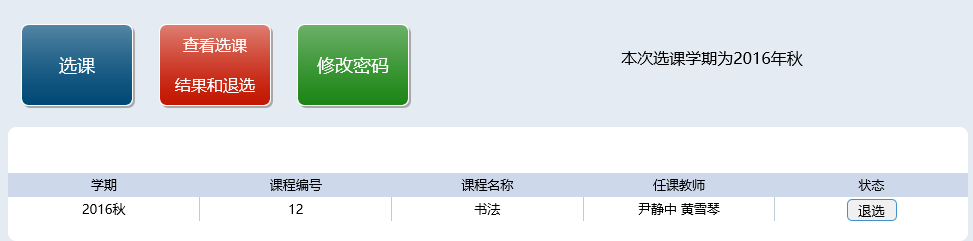 选课
查看选课
结果和退选
修改密码
本次选课学期为2016年秋
学期 课程编号 课程名称 任课教师 状态
2016秋 12 书法 尹静中 黄雪琴 退选